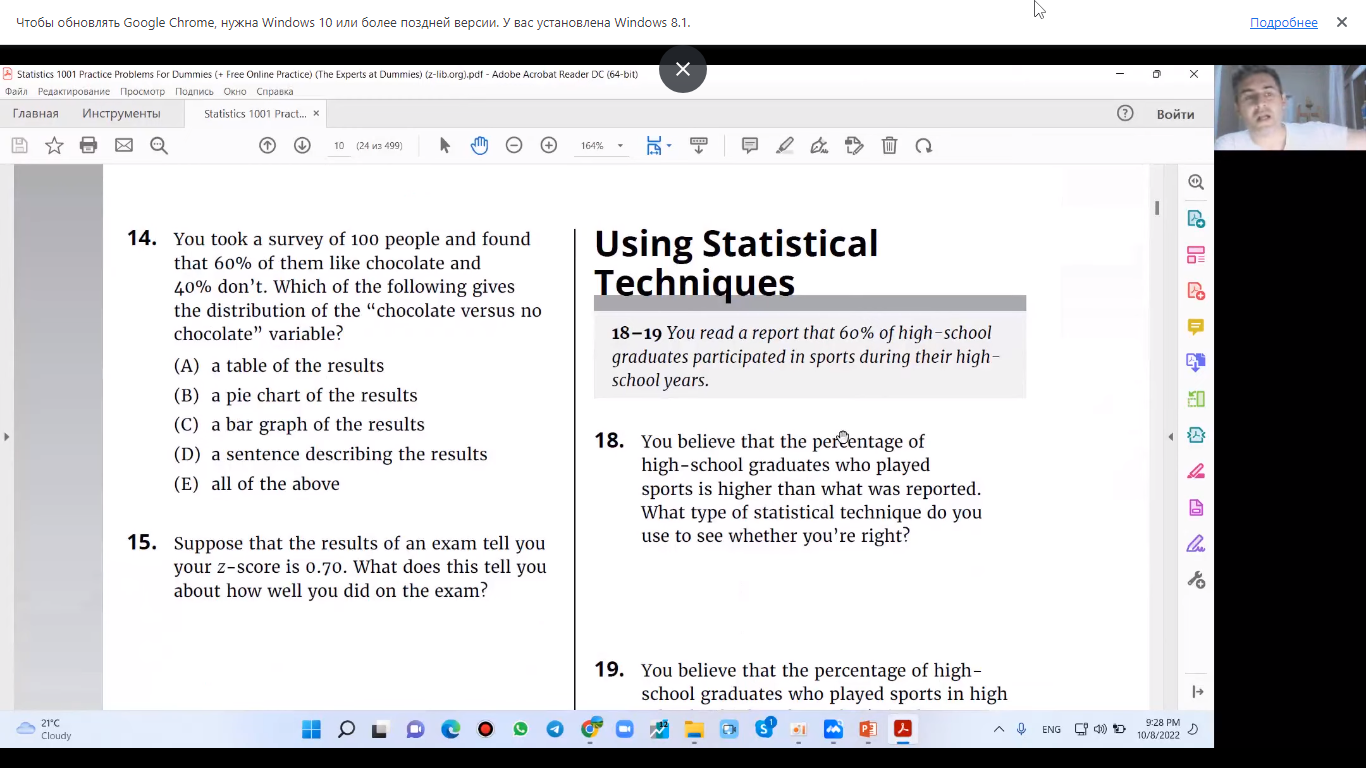 Чтобы обновлять Google Chrome, нужна Windows 10 или более поздней версии. У вас установлена Windows 8.1.
Подробнее
Statistics 1001 Practice Problems For Dummies (+ Free Online Practice) (The Experts at Dummies) (z-lib.org).pdf - Adobe Acrobat Reader DC (64-bit)
Файл Редактирование Просмотр Подпись Окно Справка
Главная Инструменты Statistics 1001 Pract... Войти
10 (24 из 499) 164%
14. You took a survey of 100 people and found
that 60% of them like chocolate and
40% don’t. Which of the following gives
the distribution of the “chocolate versus no
chocolate” variable?
(A) a table of the results
(B) a pie chart of the results
(C) a bar graph of the results
(D) a sentence describing the results
(E) all of the above
15. Suppose that the results of an exam tell you
your z-score is 0.70. What does this tell you
about how well you did on the exam?
Using Statistical
Techniques
18–19 You read a report that 60% of high-school
graduates participated in sports during their high-
school years.
18. You believe that the percentage of
high-school graduates who played
sports is higher than what was reported.
What type of statistical technique do you
use to see whether you’re right?
19. You believe that the percentage of high-
school graduates who played sports in high
21°C
Cloudy
12
1
ENG
9:28 PM
10/8/2022